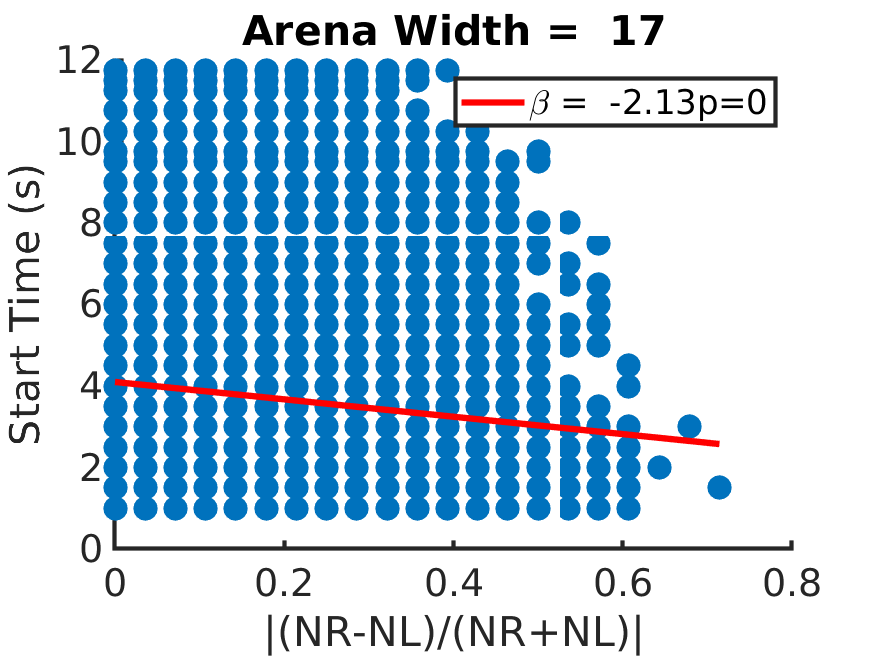 Arena Width = 17
β = -2.13p=0
Start Time (s)
12
10
8
6
4
2
0
0 0.2 0.4 0.6 0.8
|(NR-NL)/(NR+NL)|